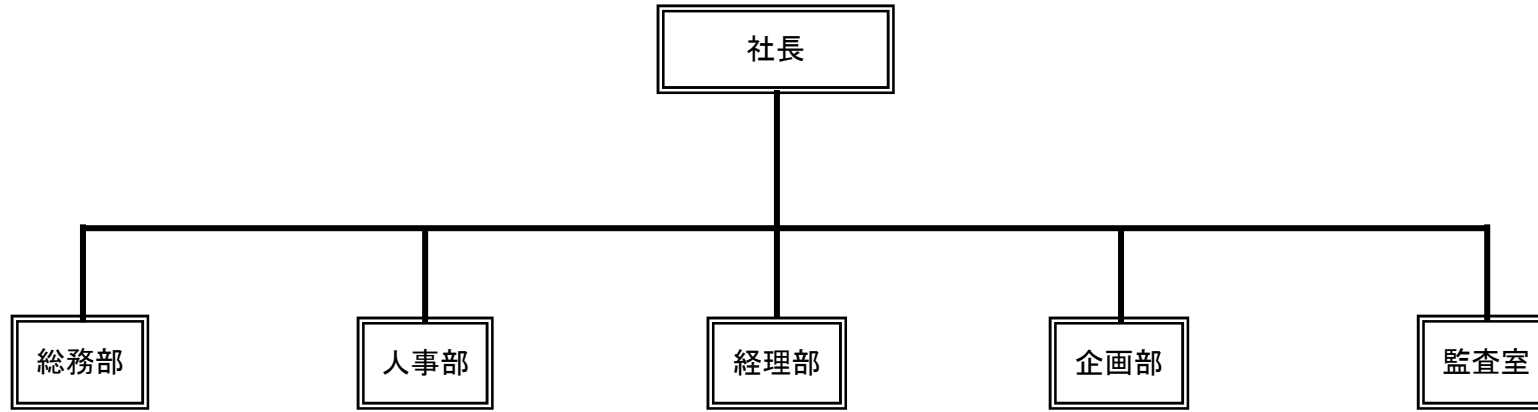 社長
総務部
人事部
経理部
企画部
監査室